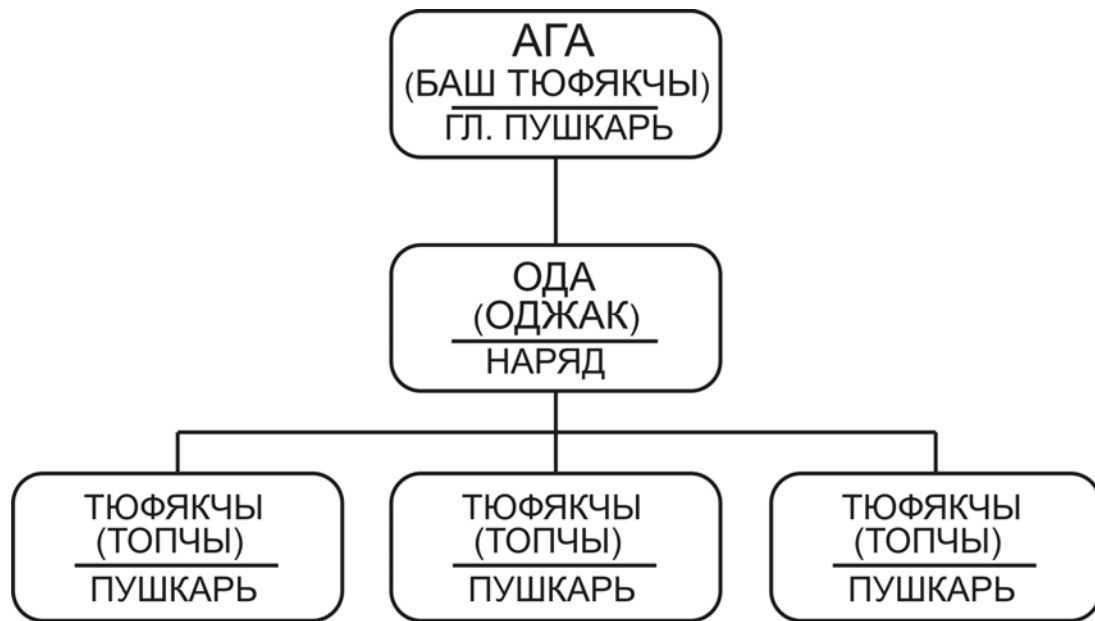 АГА
(БАШ ТЮФЯКЧЫ)
ГЛ. ПУШКАРЬ
ОДА
(ОДЖАК)
НАРЯД
ТЮФЯКЧЫ
(ТОПЧЫ)
ПУШКАРЬ
ТЮФЯКЧЫ
(ТОПЧЫ)
ПУШКАРЬ
ТЮФЯКЧЫ
(ТОПЧЫ)
ПУШКАРЬ